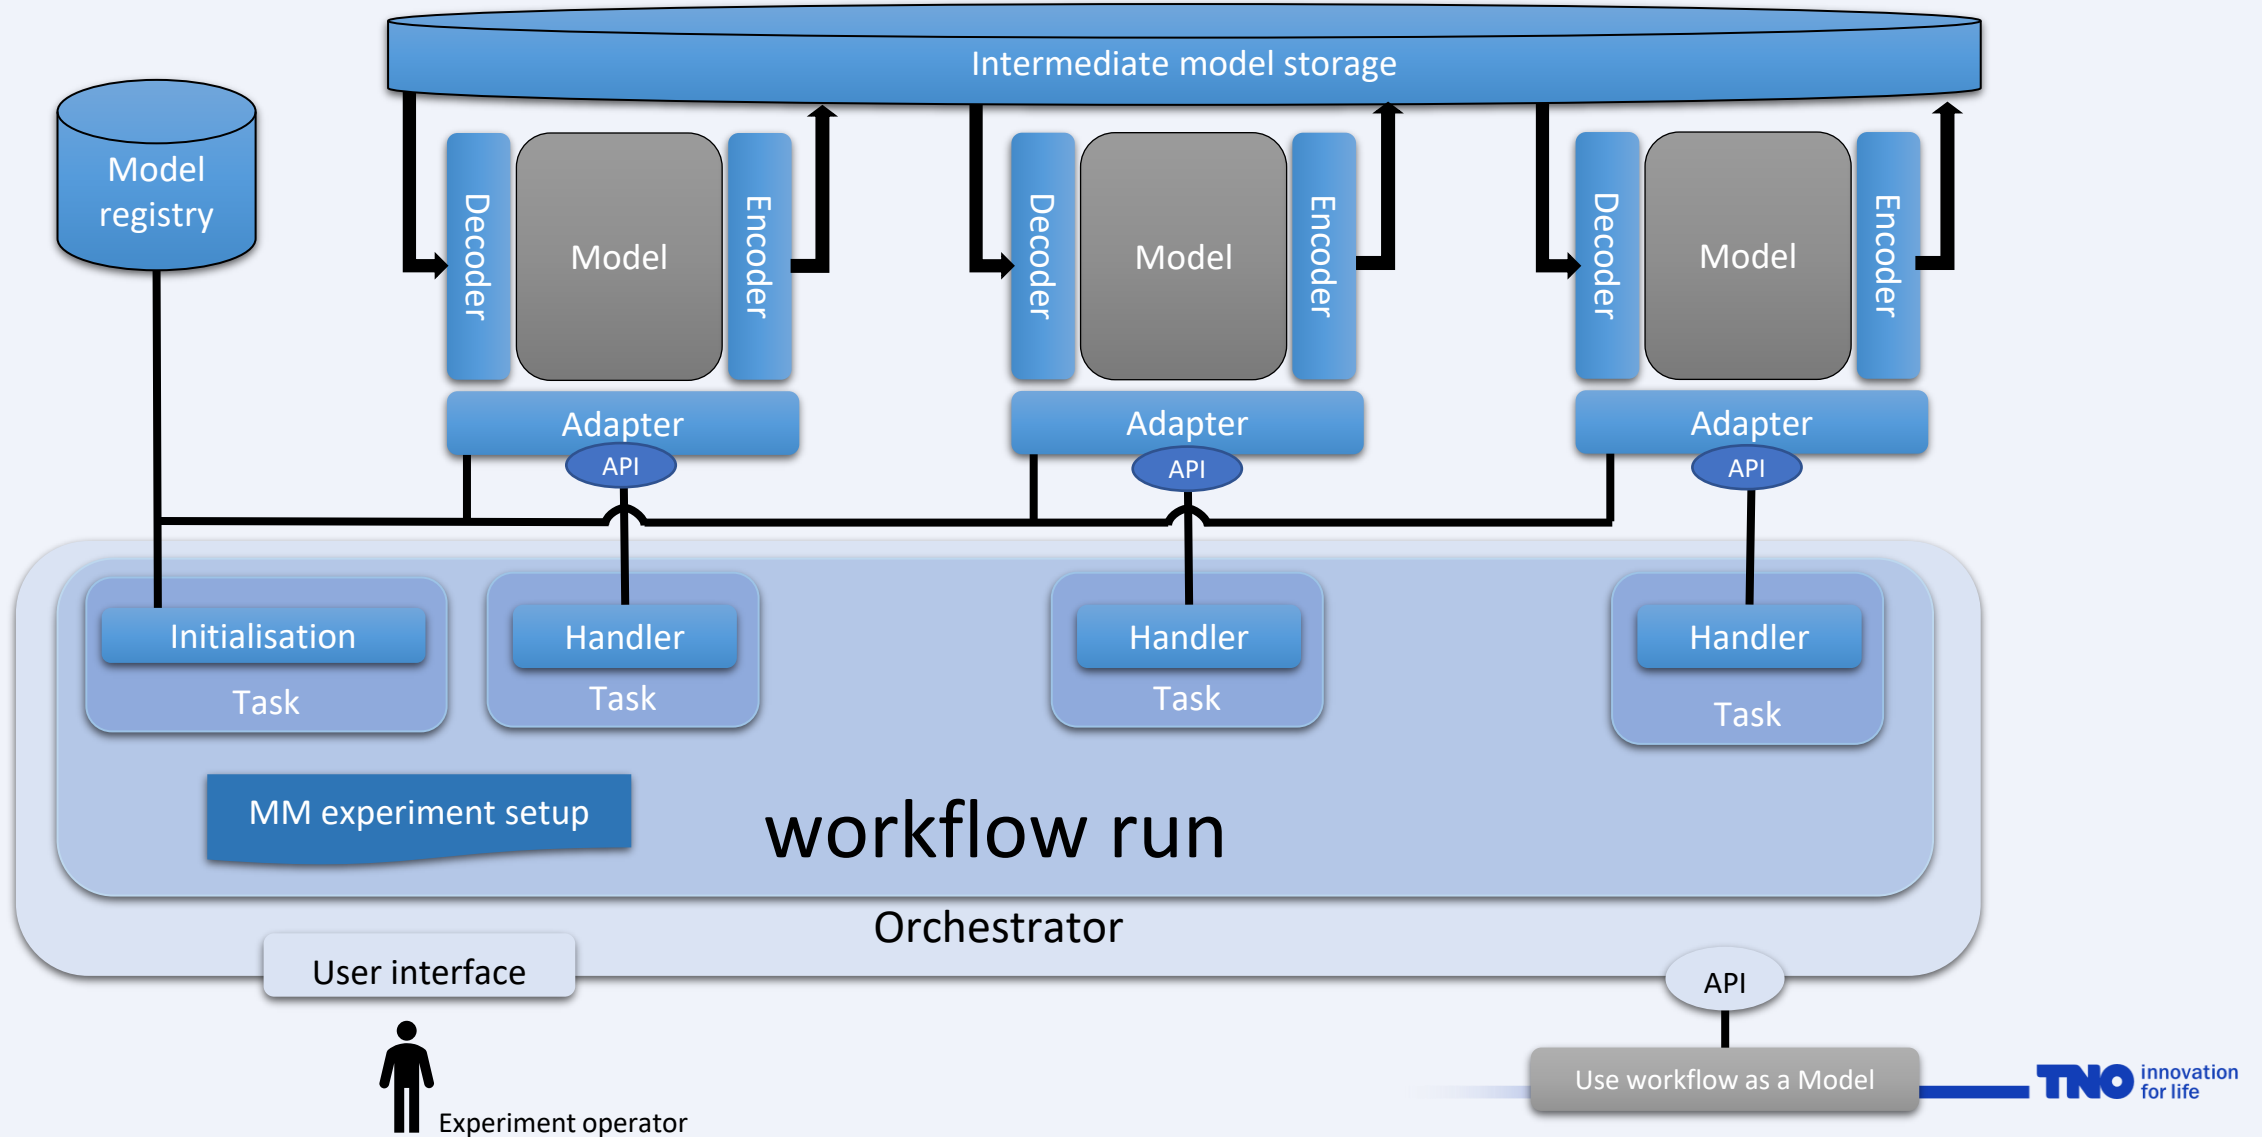 Intermediate model storage
Model
registry
Decoder
Model
Encoder
Decoder
Model
Encoder
Decoder
Model
Encoder
Adapter
Adapter
Adapter
API
API
API
Initialisation
Handler
Handler
Handler
Task
Task
Task
Task
MM experiment setup
workflow run
Orchestrator
User interface
API
Experiment operator
Use workflow as a Model
TNO innovation
for life